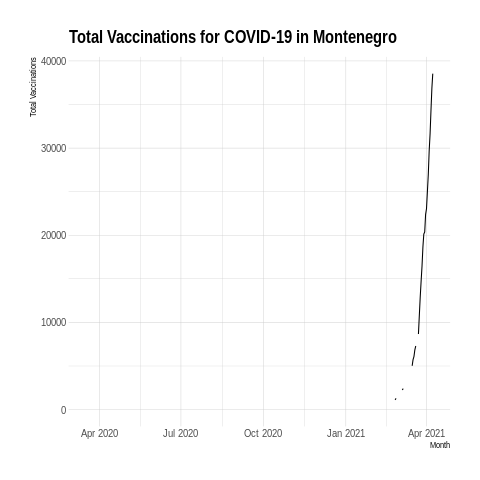 Total Vaccinations for COVID-19 in Montenegro
Total Vaccinations
40000
30000
20000
10000
0
Apr 2020 Jul 2020 Oct 2020 Jan 2021 Apr 2021
Month